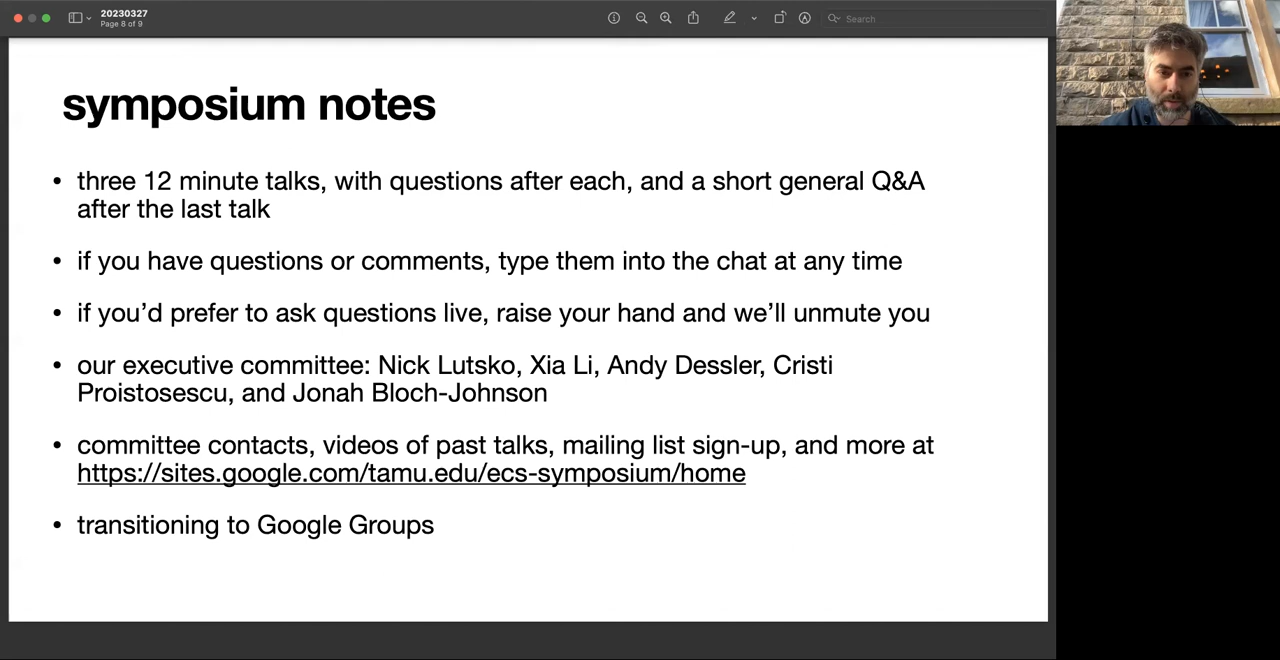 20230327
Page 8 of 9
Search
symposium notes
• three 12 minute talks, with questions after each, and a short general Q&A
after the last talk
• if you have questions or comments, type them into the chat at any time
• if you’d prefer to ask questions live, raise your hand and we’ll unmute you
• our executive committee: Nick Lutsko, Xia Li, Andy Dessler, Cristi
Proistosescu, and Jonah Bloch-Johnson
• committee contacts, videos of past talks, mailing list sign-up, and more at
https://sites.google.com/tamu.edu/ecs-symposium/home
• transitioning to Google Groups